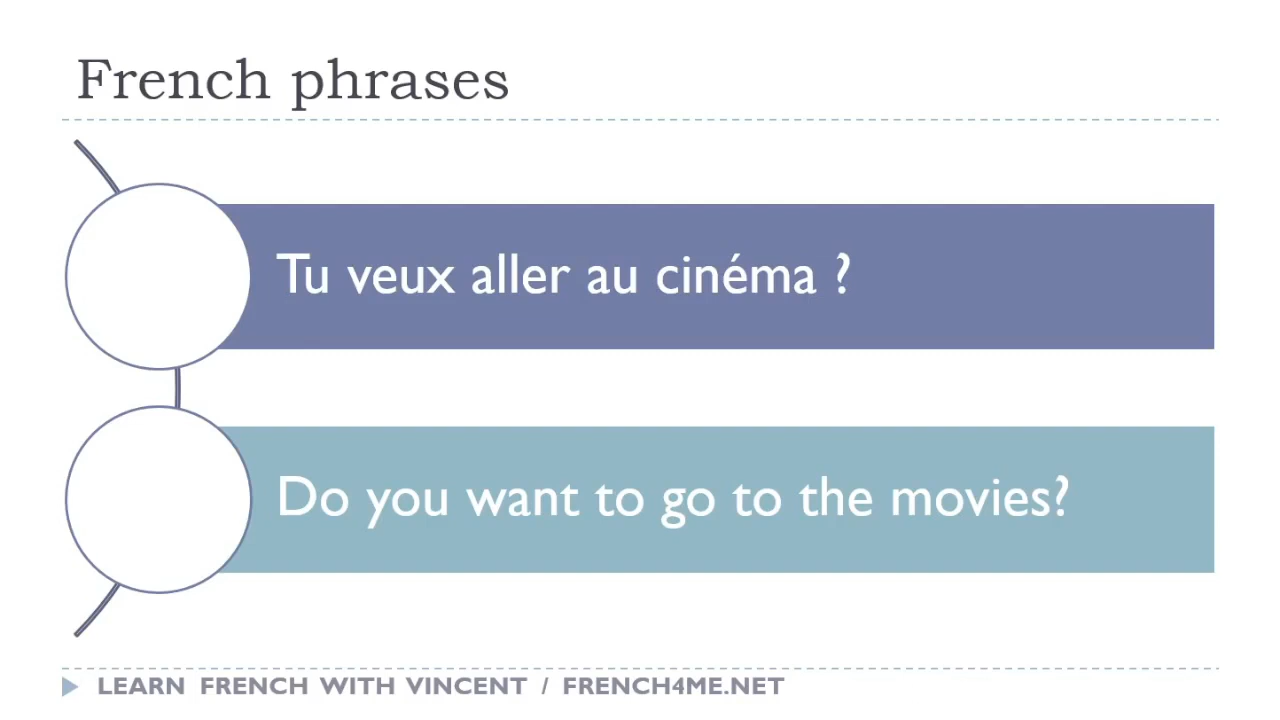 French phrases
Tu veux aller au cinéma ?
Do you want to go to the movies?
LEARN FRENCH WITH VINCENT / FRENCH4ME.NET